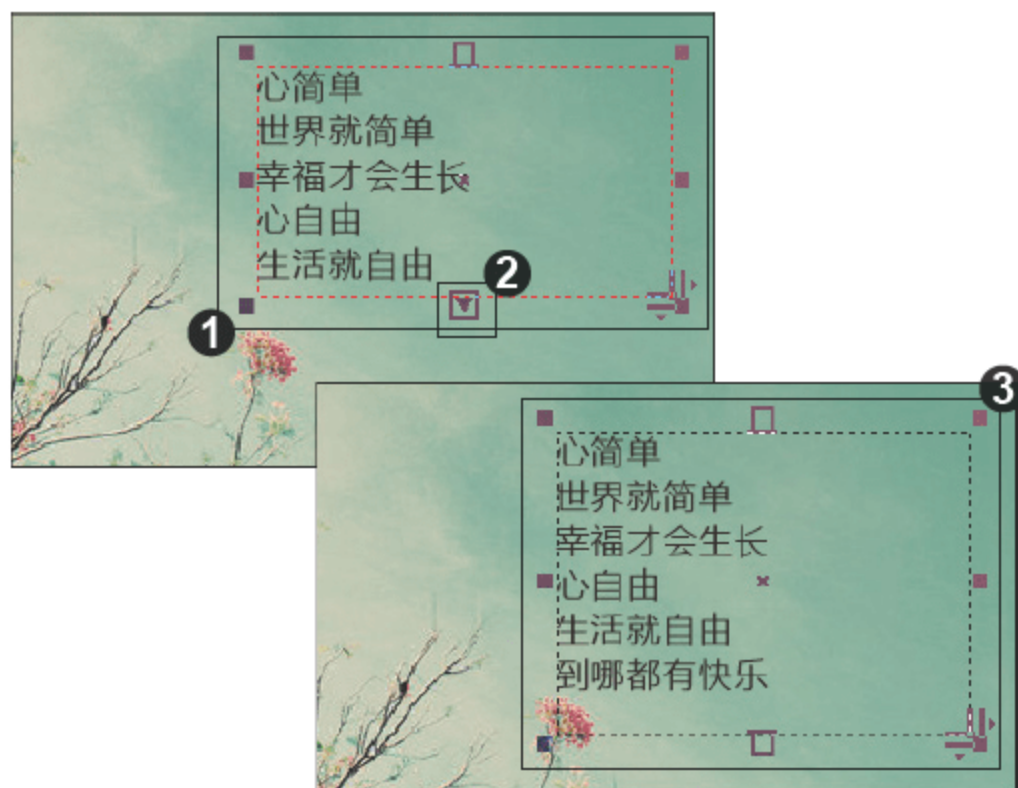 心简单
世界就简单
幸福才会生长
心自由
生活就自由
2
1
3
心简单
世界就简单
幸福才会生长
心自由
生活就自由
到哪都有快乐